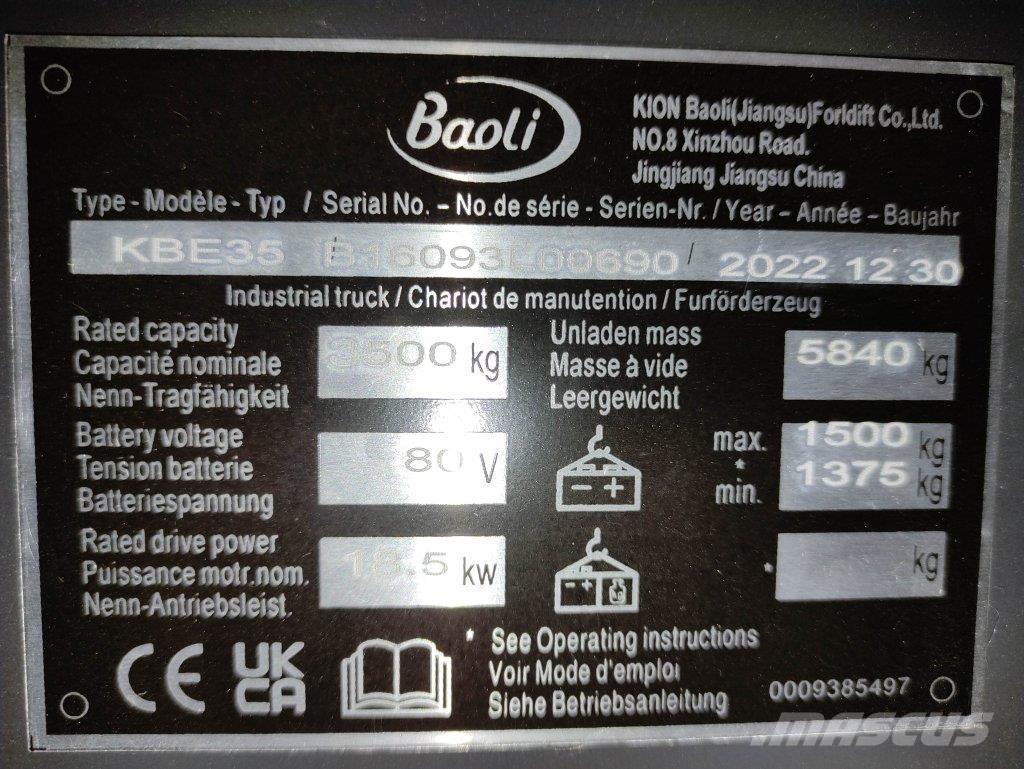 Baoli
KION Baoli(Jiangsu)Forldift Co.,Ltd.
NO.8 Xinzhou Road.
Jingjiang Jiangsu China
Type - Modèle - Typ / Serial No. – No.de série - Serien-Nr. / Year – Année – Baujahr
KBE35 B16093L00690 / 2022 12 30
Industrial truck / Chariot de manutention / Furförderzeug
Rated capacity
Capacité nominale
Nenn-Tragfähigkeit
3500 kg
Unladen mass
Masse à vide
Leergewicht
5840 kg
Battery voltage
Tension batterie
Batteriespannung
80 V
max. 1500 kg
*
min. 1375 kg
Rated drive power
Puissance motr.nom.
Nenn-Antriebsleist.
18.5 kw
kg
* kg
CE UK
CA
* See Operating instructions
Voir Mode d'emploi
Siehe Betriebsanleitung
0009385497
MASCUS